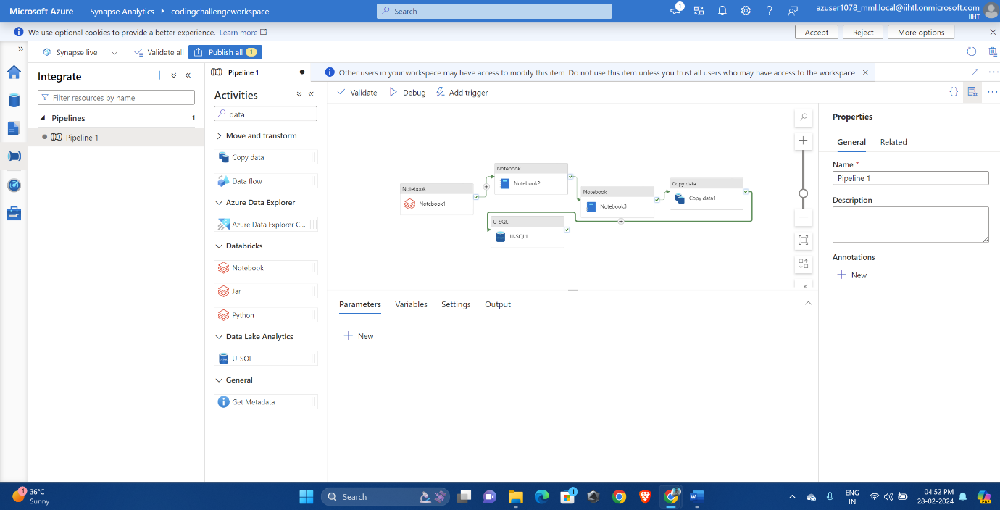 Microsoft Azure
Synapse Analytics
codingchallengeworkspace
Search
1
azuser1078_mml.local@iihtl.onmicrosoft.com
IIHT
We use optional cookies to provide a better experience. Learn more
Accept
Reject
More options
Synapse live
Validate all
Publish all 1
Integrate
Filter resources by name
Pipelines 1
Pipeline 1
Pipeline 1
Other users in your workspace may have access to modify this item. Do not use this item unless you trust all users who may have access to the workspace.
Activities
data
Move and transform
Copy data
Data flow
Azure Data Explorer
Azure Data Explorer C...
Databricks
Notebook
Jar
Python
Data Lake Analytics
U-SQL
General
Get Metadata
Validate
Debug
Add trigger
Notebook
Notebook1
Notebook
Notebook2
Notebook
Notebook3
Copy data
Copy data1
U-SQL
U-SQL1
Parameters
Variables
Settings
Output
New
Properties
General
Related
Name *
Pipeline 1
Description
Annotations
New
1
36°C
Sunny
Search
1
ENG
IN
04:52 PM
28-02-2024
PRE